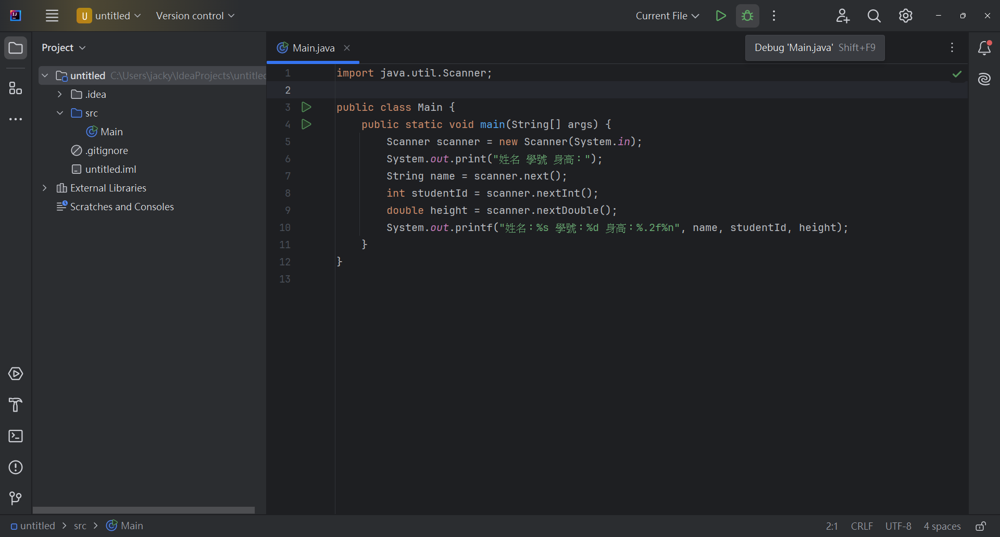 U untitled Version control Current File
Project
Main.java
Debug 'Main.java' Shift+F9
untitled C:\Users\jacky\IdeaProjects\untitled
.idea
src
Main
.gitignore
untitled.iml
External Libraries
Scratches and Consoles
1 import java.util.Scanner;
2
3 public class Main {
4 public static void main(String[] args) {
5 Scanner scanner = new Scanner(System.in);
6 System.out.print("姓名 學號 身高：");
7 String name = scanner.next();
8 int studentId = scanner.nextInt();
9 double height = scanner.nextDouble();
10 System.out.printf("姓名：%s 學號：%d 身高：%.2f%n", name, studentId, height);
11 }
12 }
13
untitled src Main
2:1 CRLF UTF-8 4 spaces